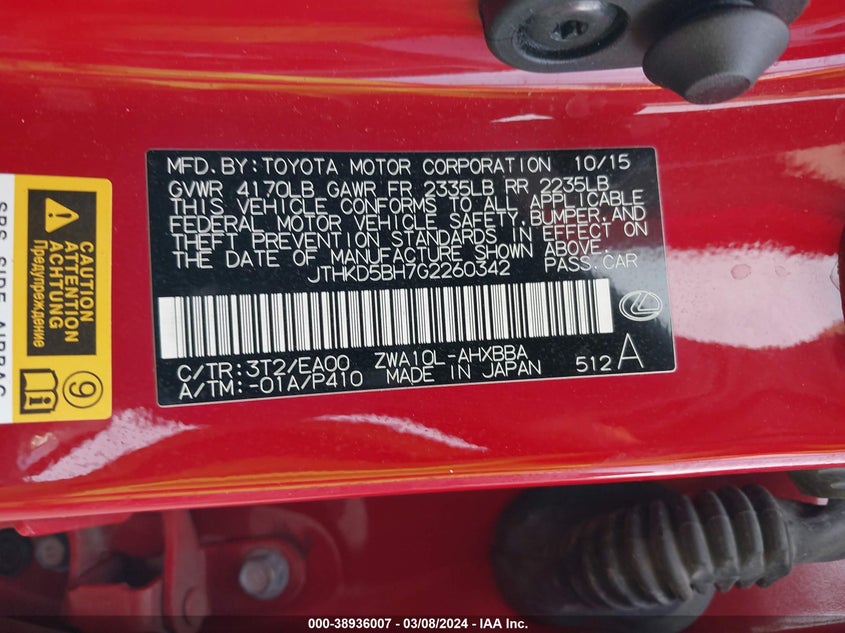 MFD. BY: TOYOTA MOTOR CORPORATION 10/15
GVWR 4170LB GAWR FR 2335LB RR 2235LB
THIS VEHICLE CONFORMS TO ALL APPLICABLE
FEDERAL MOTOR VEHICLE SAFETY, BUMPER, AND
THEFT PREVENTION STANDARDS IN EFFECT ON
THE DATE OF MANUFACTURE SHOWN ABOVE.
JTHKD5BH7G2260342 PASS. CAR
C/TR: 3T2/EA00 ZWA10L-AHXBBA
A/TM: -01A/P410 MADE IN JAPAN 512 A
CAUTION
ATTENTION
ACHTUNG
Предупреждение
SRS SIDE AIRBAG
9
000-38936007 - 03/08/2024 - IAA Inc.